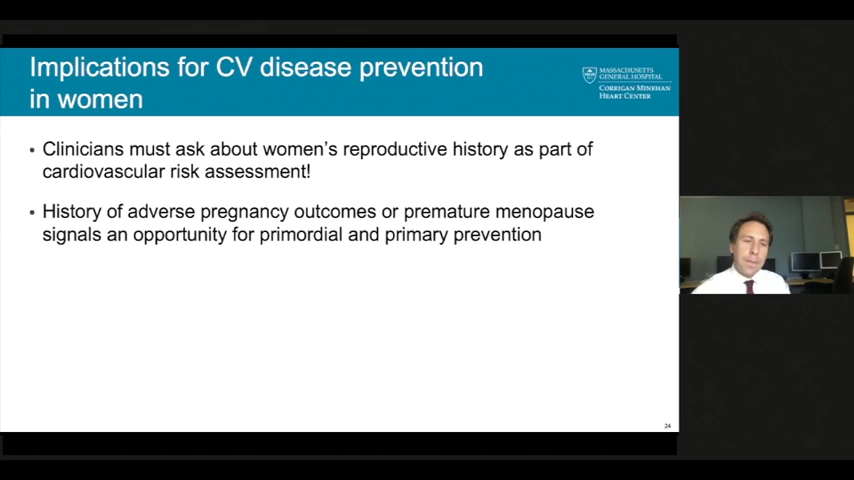 Implications for CV disease prevention
in women
MASSACHUSETTS
GENERAL HOSPITAL
CORRIGAN MINEHAN
HEART CENTER
• Clinicians must ask about women's reproductive history as part of
cardiovascular risk assessment!
• History of adverse pregnancy outcomes or premature menopause
signals an opportunity for primordial and primary prevention
24